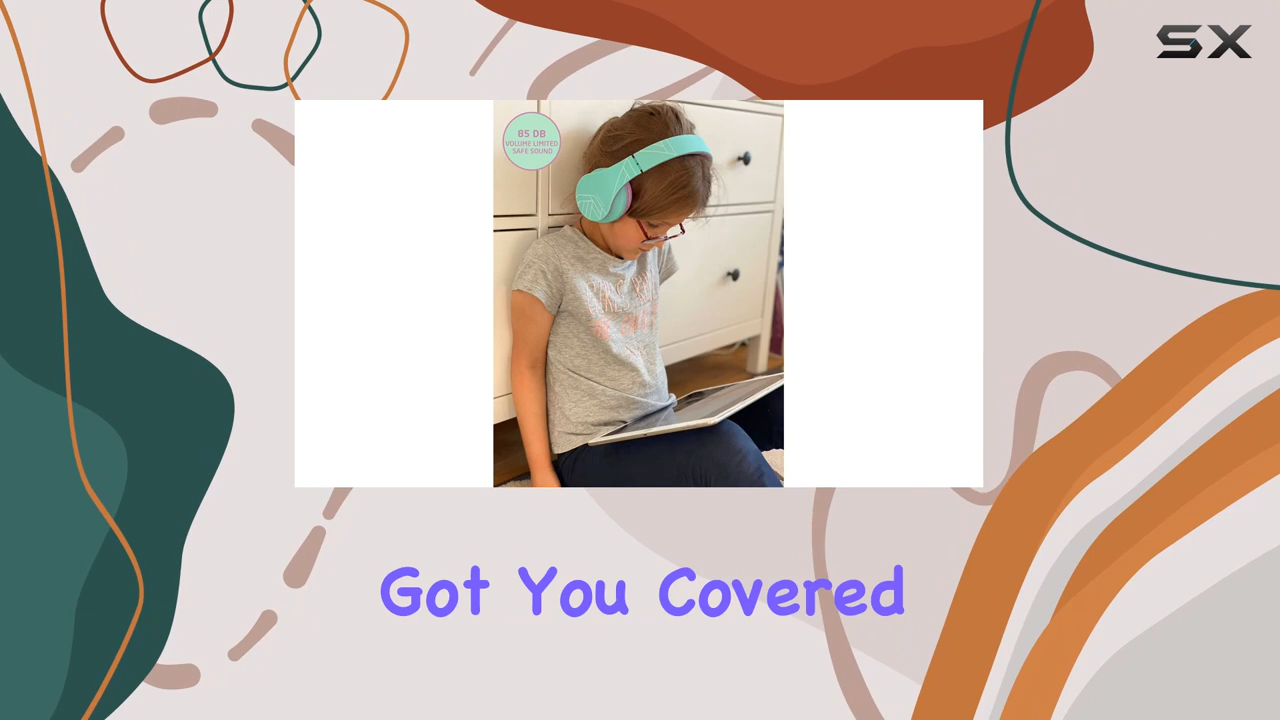 SX
85 DB
VOLUME LIMITED
SAFE SOUND
Got You Covered